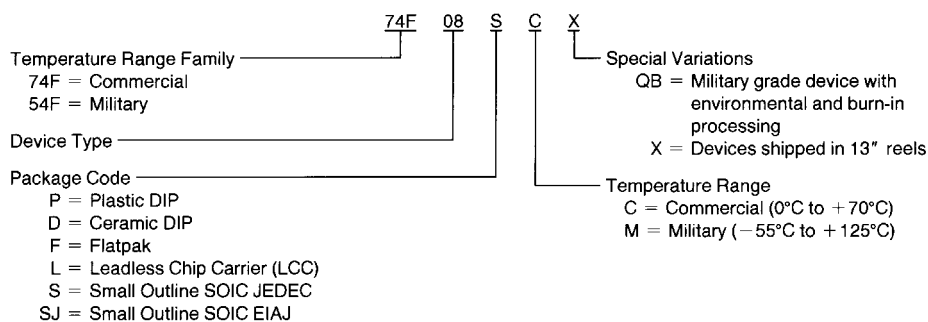 74F 08 S C X
Temperature Range Family
74F = Commercial
54F = Military
Device Type
Package Code
P = Plastic DIP
D = Ceramic DIP
F = Flatpak
L = Leadless Chip Carrier (LCC)
S = Small Outline SOIC JEDEC
SJ = Small Outline SOIC EIAJ
Special Variations
QB = Military grade device with
environmental and burn-in
processing
X = Devices shipped in 13″ reels
Temperature Range
C = Commercial (0°C to +70°C)
M = Military (−55°C to +125°C)